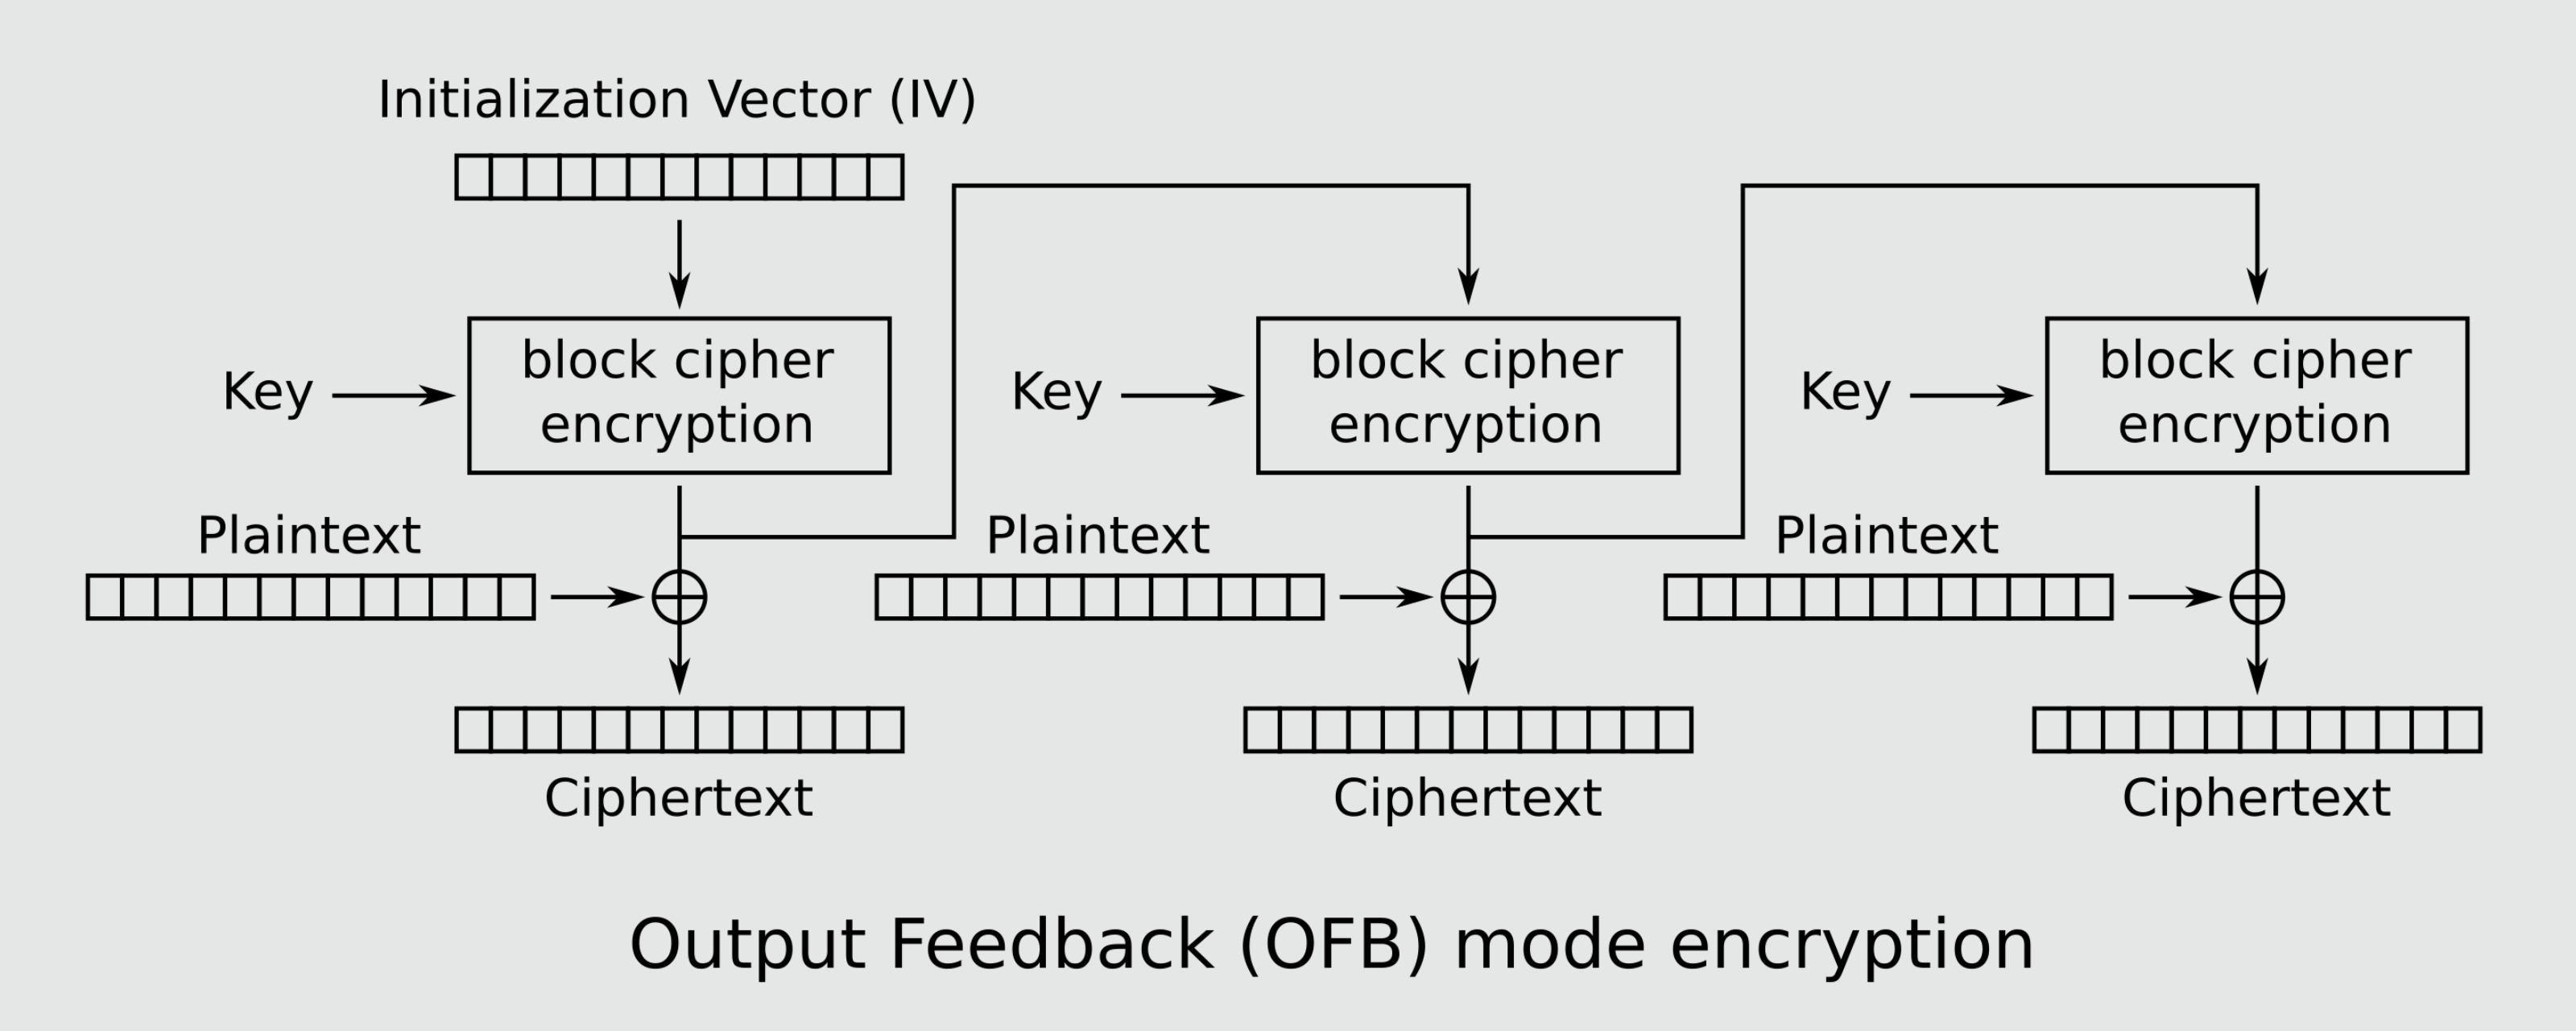 Initialization Vector (IV)
Key
block cipher
encryption
Key
block cipher
encryption
Key
block cipher
encryption
Plaintext
Plaintext
Plaintext
Ciphertext
Ciphertext
Ciphertext
Output Feedback (OFB) mode encryption